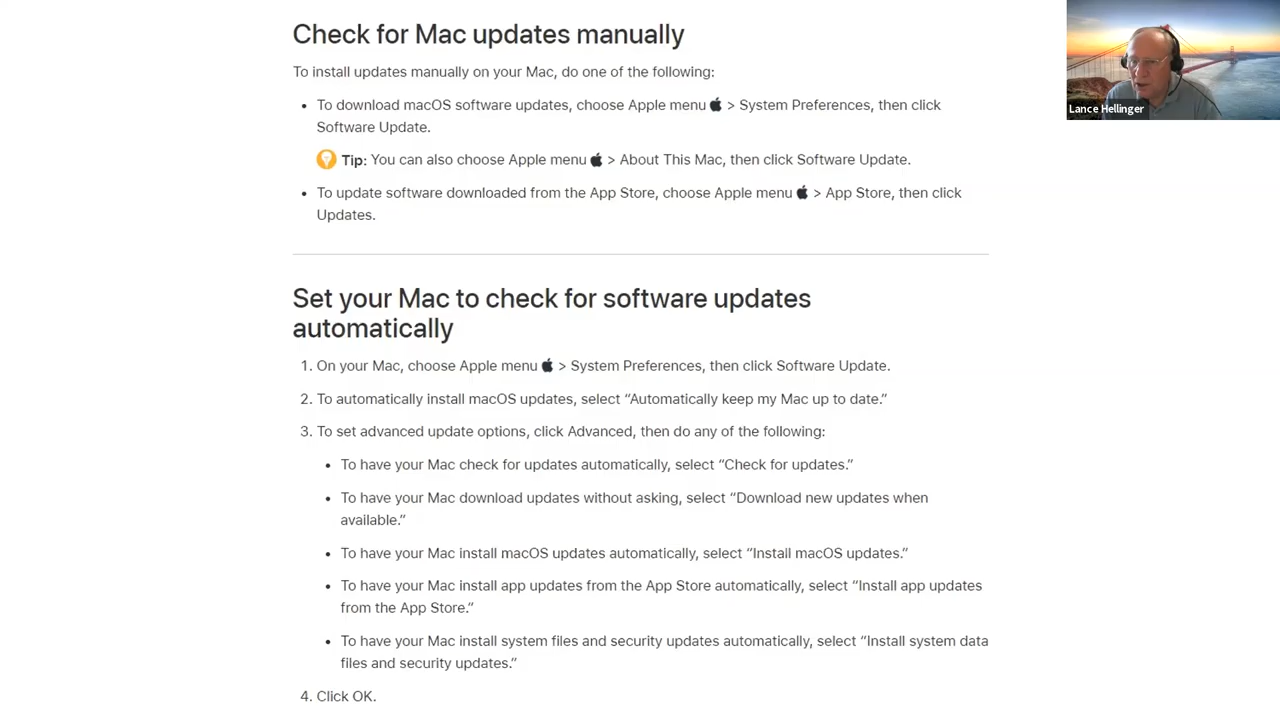 Check for Mac updates manually
To install updates manually on your Mac, do one of the following:
• To download macOS software updates, choose Apple menu  > System Preferences, then click
Software Update.
Tip: You can also choose Apple menu  > About This Mac, then click Software Update.
• To update software downloaded from the App Store, choose Apple menu  > App Store, then click
Updates.
Lance Hellinger
Set your Mac to check for software updates
automatically
1. On your Mac, choose Apple menu  > System Preferences, then click Software Update.
2. To automatically install macOS updates, select “Automatically keep my Mac up to date.”
3. To set advanced update options, click Advanced, then do any of the following:
• To have your Mac check for updates automatically, select “Check for updates.”
• To have your Mac download updates without asking, select “Download new updates when
available.”
• To have your Mac install macOS updates automatically, select “Install macOS updates.”
• To have your Mac install app updates from the App Store automatically, select “Install app updates
from the App Store.”
• To have your Mac install system files and security updates automatically, select “Install system data
files and security updates.”
4. Click OK.